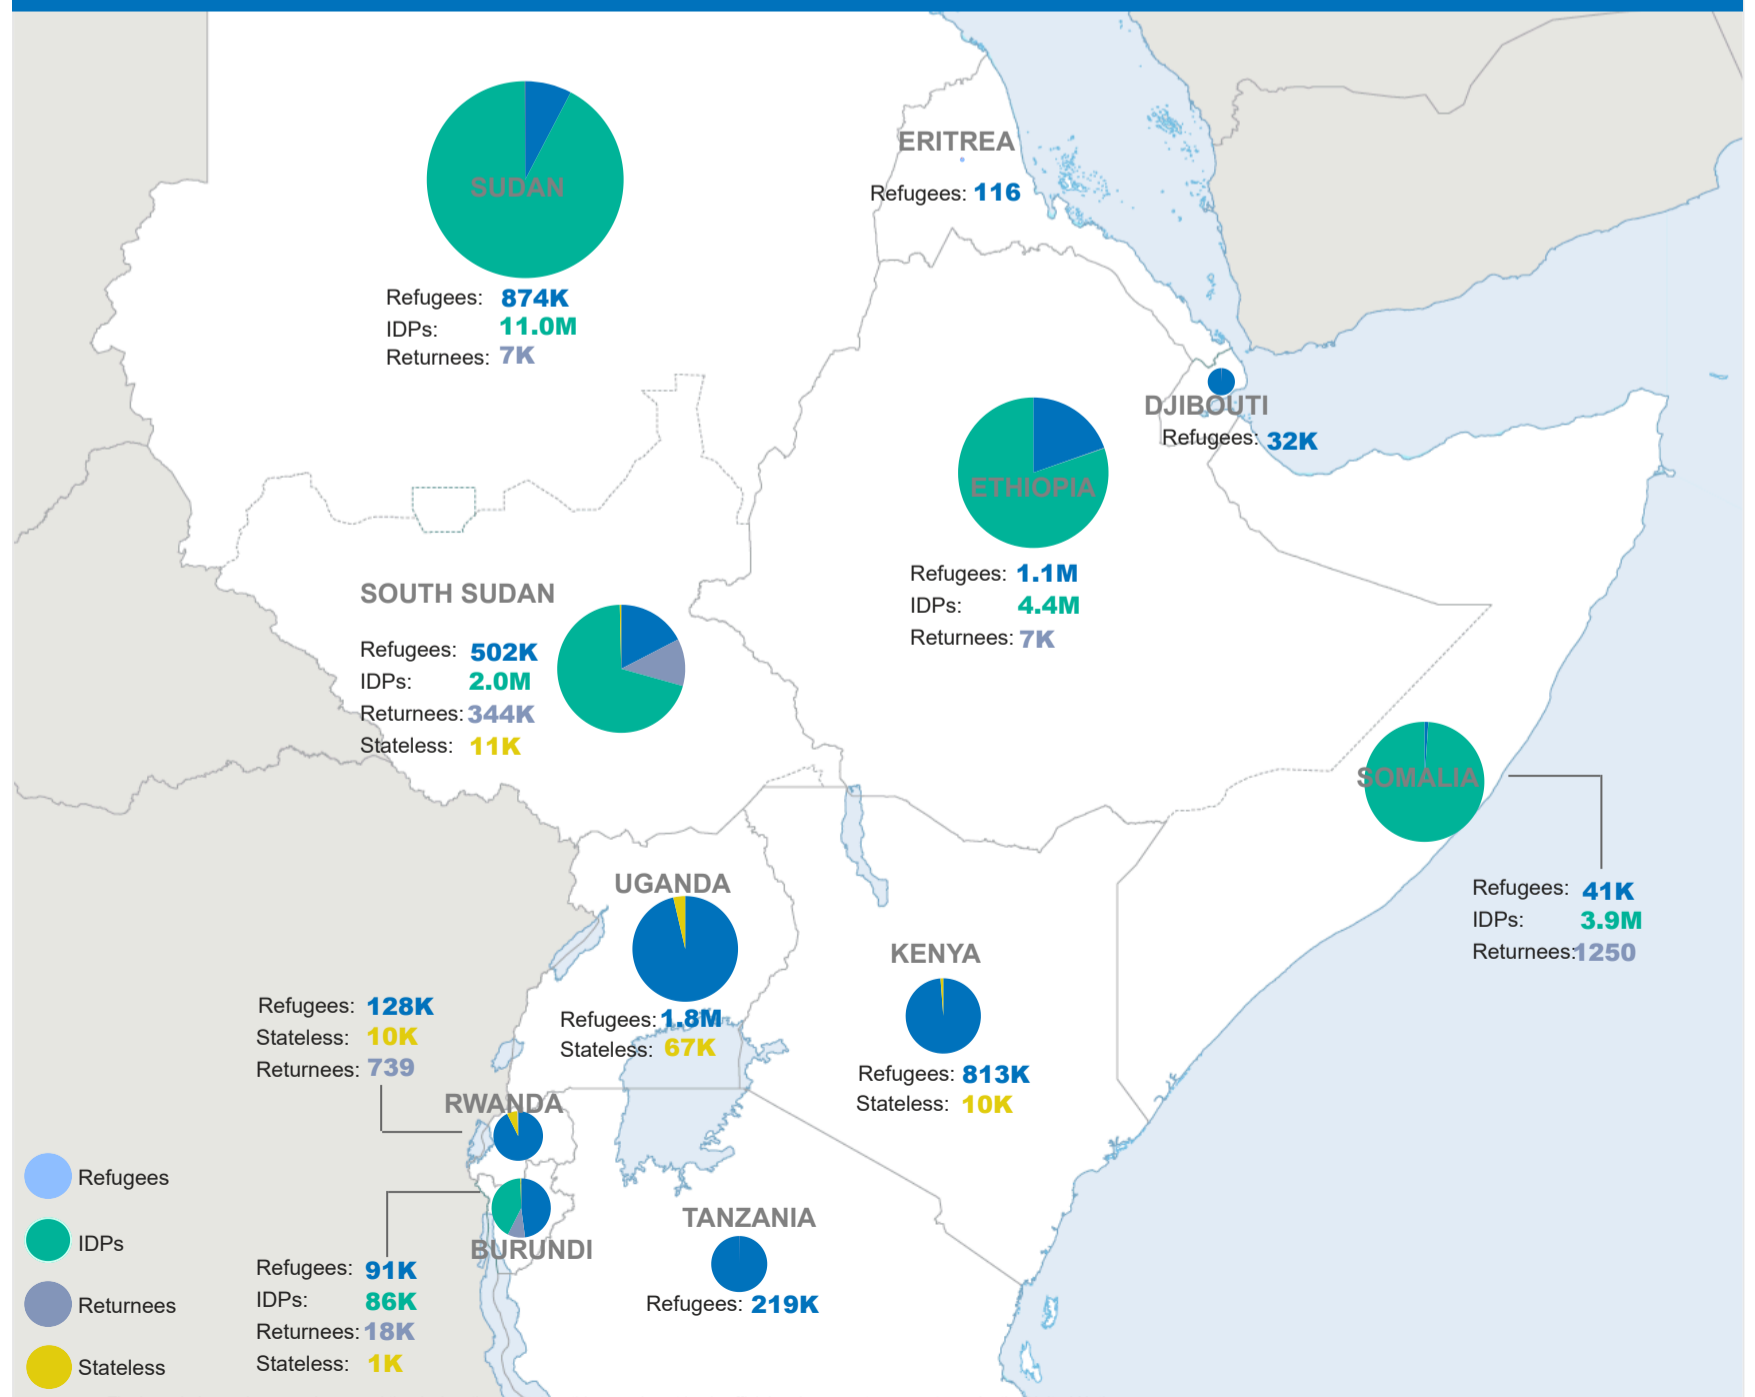 ERITREA
Refugees: 116
SUDAN
Refugees: 874K
IDPs: 11.0M
Returnees: 7K
DJIBOUTI
Refugees: 32K
ETHIOPIA
Refugees: 1.1M
IDPs: 4.4M
Returnees: 7K
SOUTH SUDAN
Refugees: 502K
IDPs: 2.0M
Returnees: 344K
Stateless: 11K
SOMALIA
Refugees: 41K
IDPs: 3.9M
Returnees: 1250
UGANDA
Refugees: 1.8M
Stateless: 67K
KENYA
Refugees: 813K
Stateless: 10K
Refugees: 128K
Stateless: 10K
Returnees: 739
RWANDA
BURUNDI
Refugees: 91K
IDPs: 86K
Returnees: 18K
Stateless: 1K
TANZANIA
Refugees: 219K
Refugees
IDPs
Returnees
Stateless